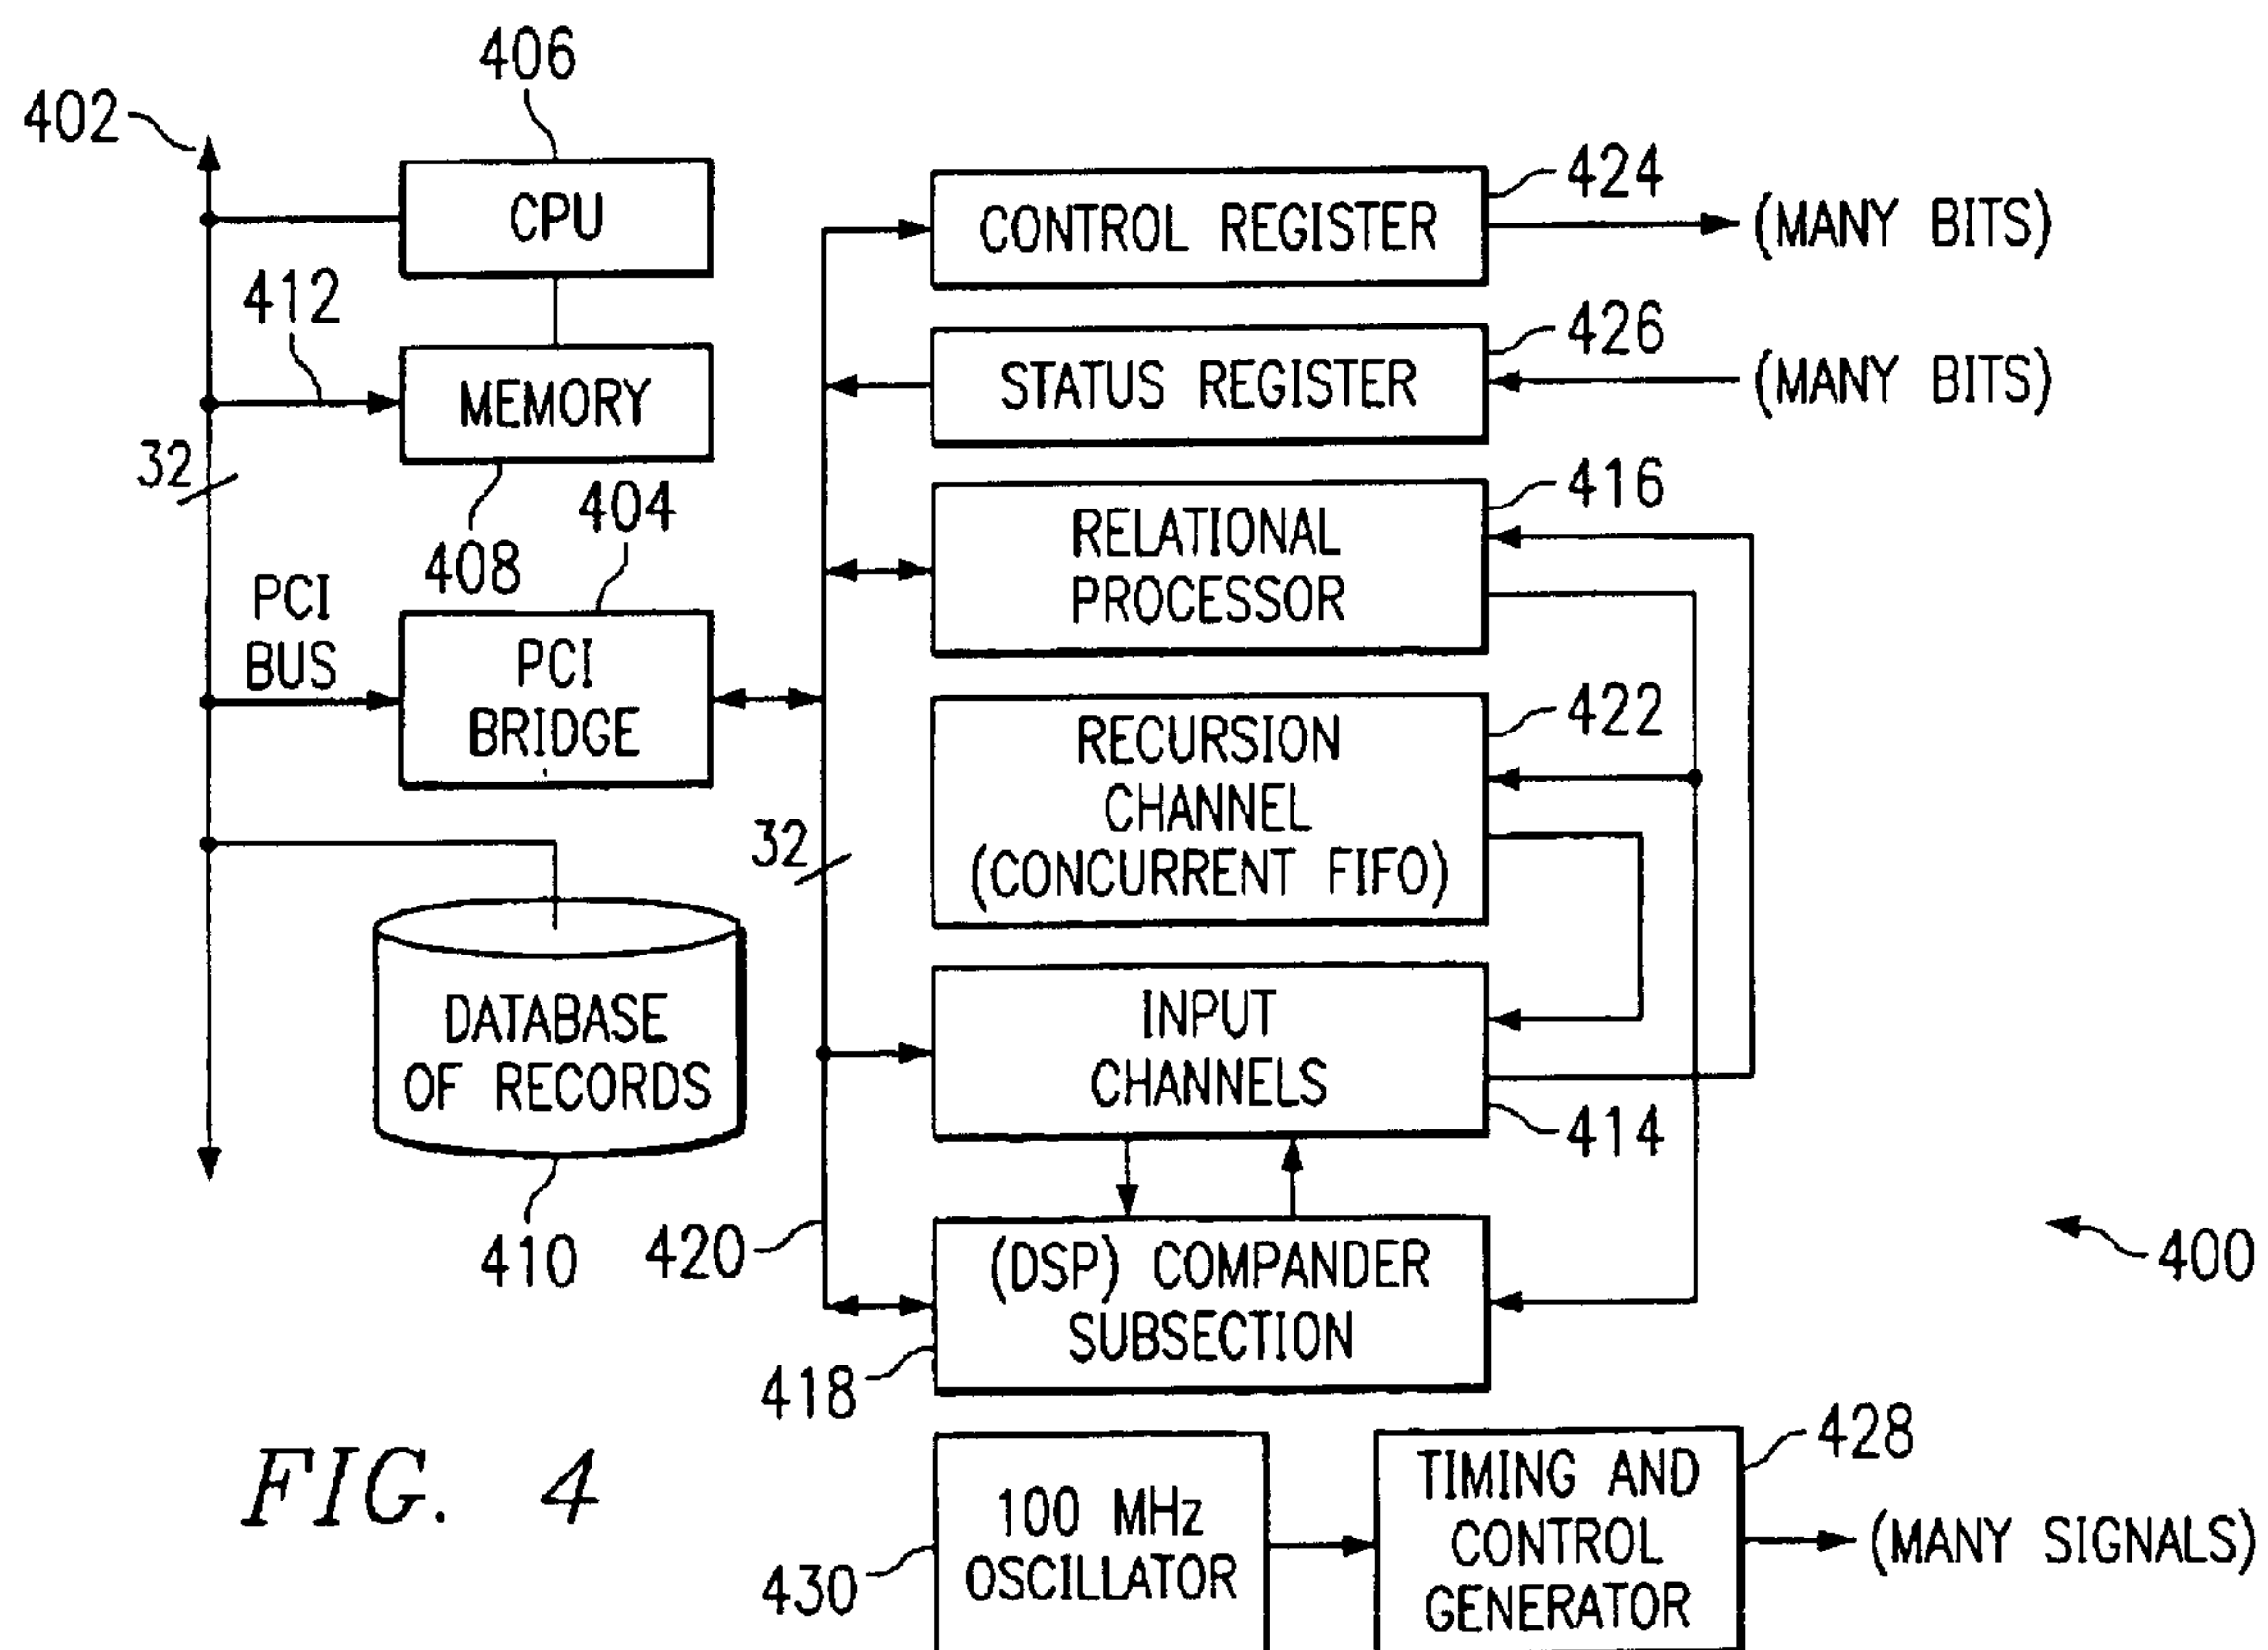 406
402
CPU
412
MEMORY
32
408
404
PCI
BUS
PCI
BRIDGE
32
DATABASE
OF RECORDS
410
420
CONTROL REGISTER
424
(MANY BITS)
STATUS REGISTER
426
(MANY BITS)
RELATIONAL
PROCESSOR
416
RECURSION
CHANNEL
(CONCURRENT FIFO)
422
INPUT
CHANNELS
414
(DSP) COMPANDER
SUBSECTION
418
400
100 MHz
OSCILLATOR
430
TIMING AND
CONTROL
GENERATOR
428
(MANY SIGNALS)
FIG. 4